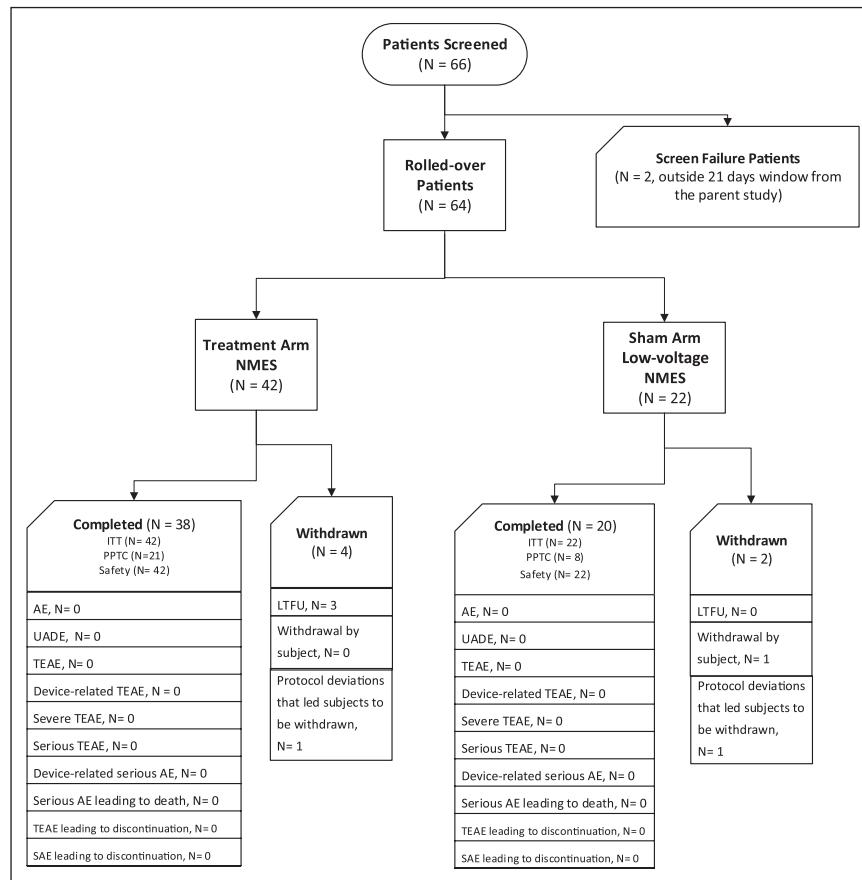 Patients Screened
(N = 66)
Rolled-over
Patients
(N = 64)
Screen Failure Patients
(N = 2, outside 21 days window from
the parent study)
Treatment Arm
NMES
(N = 42)
Sham Arm
Low-voltage
NMES
(N = 22)
Completed (N = 38)
ITT (N = 42)
PPTC (N=21)
Safety (N= 42)
AE, N= 0
UADE, N= 0
TEAE, N= 0
Device-related TEAE, N = 0
Severe TEAE, N= 0
Serious TEAE, N= 0
Device-related serious AE, N= 0
Serious AE leading to death, N= 0
TEAE leading to discontinuation, N= 0
SAE leading to discontinuation, N= 0
Withdrawn
(N = 4)
LTFU, N= 3
Withdrawal by
subject, N= 0
Protocol deviations
that led subjects to
be withdrawn,
N= 1
Completed (N = 20)
ITT (N= 22)
PPTC (N= 8)
Safety (N= 22)
AE, N= 0
UADE, N= 0
TEAE, N= 0
Device-related TEAE, N= 0
Severe TEAE, N= 0
Serious TEAE, N= 0
Device-related serious AE, N= 0
Serious AE leading to death, N= 0
TEAE leading to discontinuation, N= 0
SAE leading to discontinuation, N= 0
Withdrawn
(N = 2)
LTFU, N= 0
Withdrawal by
subject, N= 1
Protocol deviations
that led subjects to
be withdrawn,
N= 1